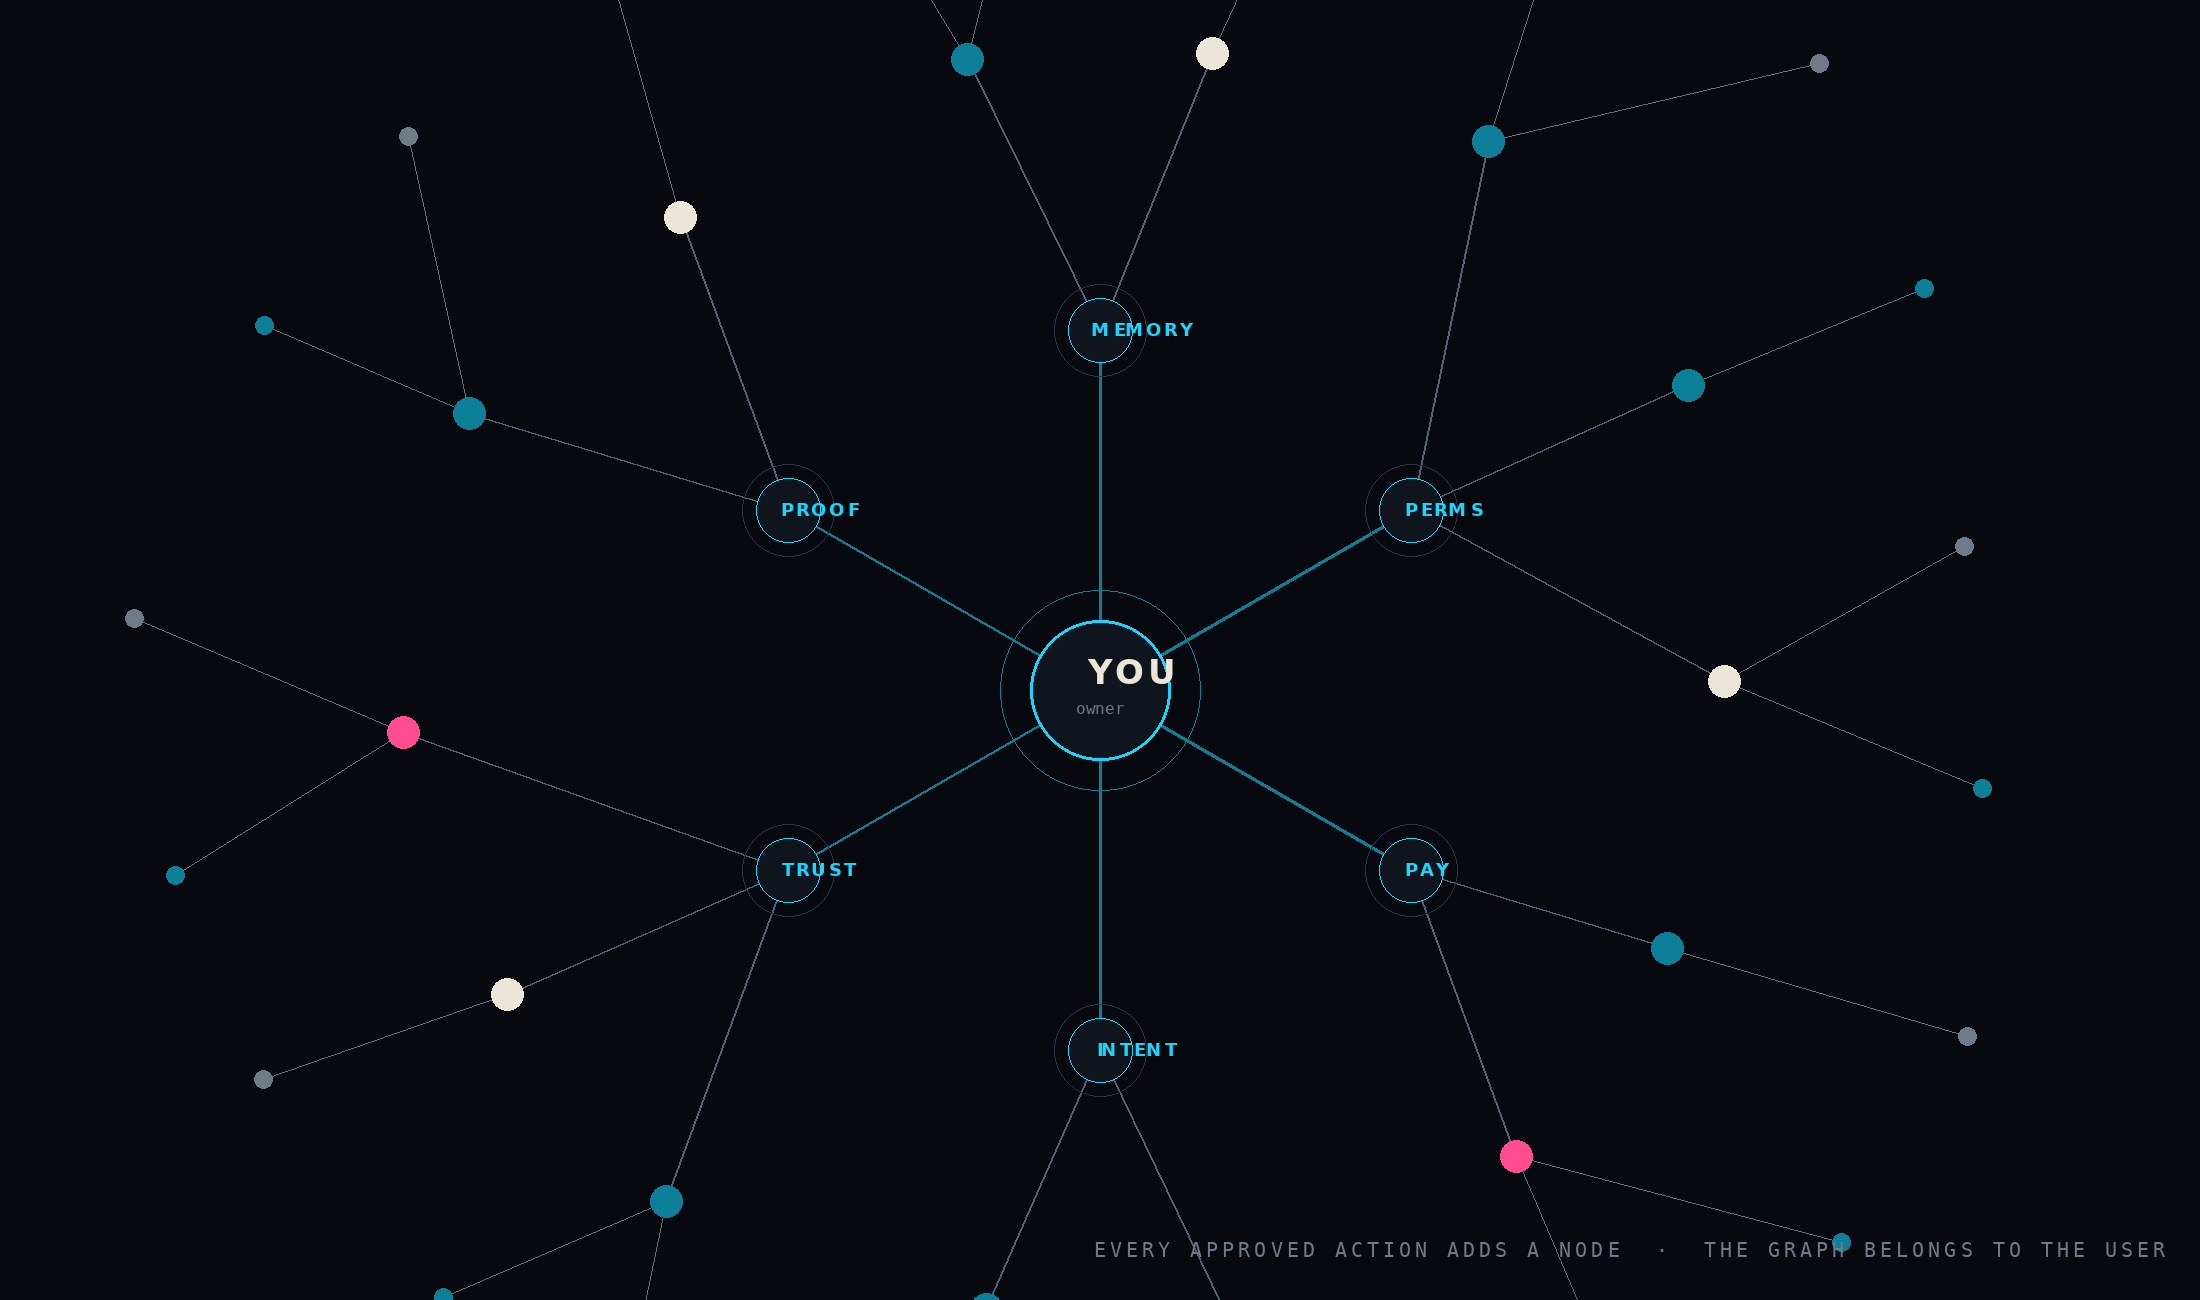 MEMORY
PROOF
PERMS
YOU
owner
TRUST
PAY
INTENT
EVERY APPROVED ACTION ADDS A NODE · THE GRAPH BELONGS TO THE USER